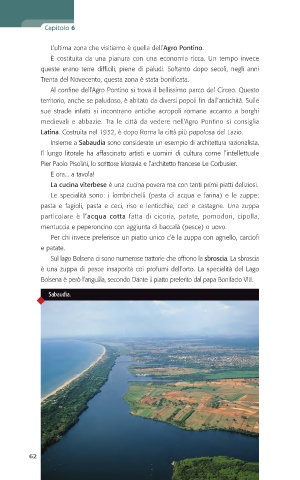 Capitolo 6
L'ultima zona che visitiamo è quella dell'Agro Pontino.
È costituita da una pianura con una economia ricca. Un tempo invece
queste erano terre difficili, piene di paludi. Soltanto dopo secoli, negli anni
Trenta del Novecento, questa zona è stata bonificata.
Al confine dell'Agro Pontino si trova il bellissimo parco del Circeo. Questo
territorio, anche se paludoso, è abitato da diversi popoli fin dall'antichità. Sulle
sue strade infatti si incontrano antiche acropoli romane accanto a borghi
medievali e abbazie. Tra le città da vedere nell'Agro Pontino si consiglia
Latina. Costruita nel 1932, è dopo Roma la città più popolosa del Lazio.
Insieme a Sabaudia sono considerate un esempio di architettura razionalista.
Il lungo litorale ha affascinato artisti e uomini di cultura come l'intellettuale
Pier Paolo Pasolini, lo scrittore Moravia e l'architetto francese Le Corbusier.
E ora... a tavola!
La cucina viterbese è una cucina povera ma con tanti primi piatti deliziosi.
Le specialità sono: i lombrichelli (pasta di acqua e farina) e le zuppe:
pasta e fagioli, pasta e ceci, riso e lenticchie, ceci e castagne. Una zuppa
particolare è l'acqua cotta fatta di cicoria, patate, pomodori, cipolla,
mentuccia e peperoncino con aggiunta di baccalà (pesce) o uovo.
Per chi invece preferisce un piatto unico c'è la zuppa con agnello, carciofi
e patate.
Sul lago Bolsena ci sono numerose trattorie che offrono la sbroscia. La sbroscia
è una zuppa di pesce insaporita coi profumi dell'orto. La specialità del Lago
Bolsena è però l'anguilla, secondo Dante il piatto preferito dal papa Bonifacio VIII.
Sabaudia.
62